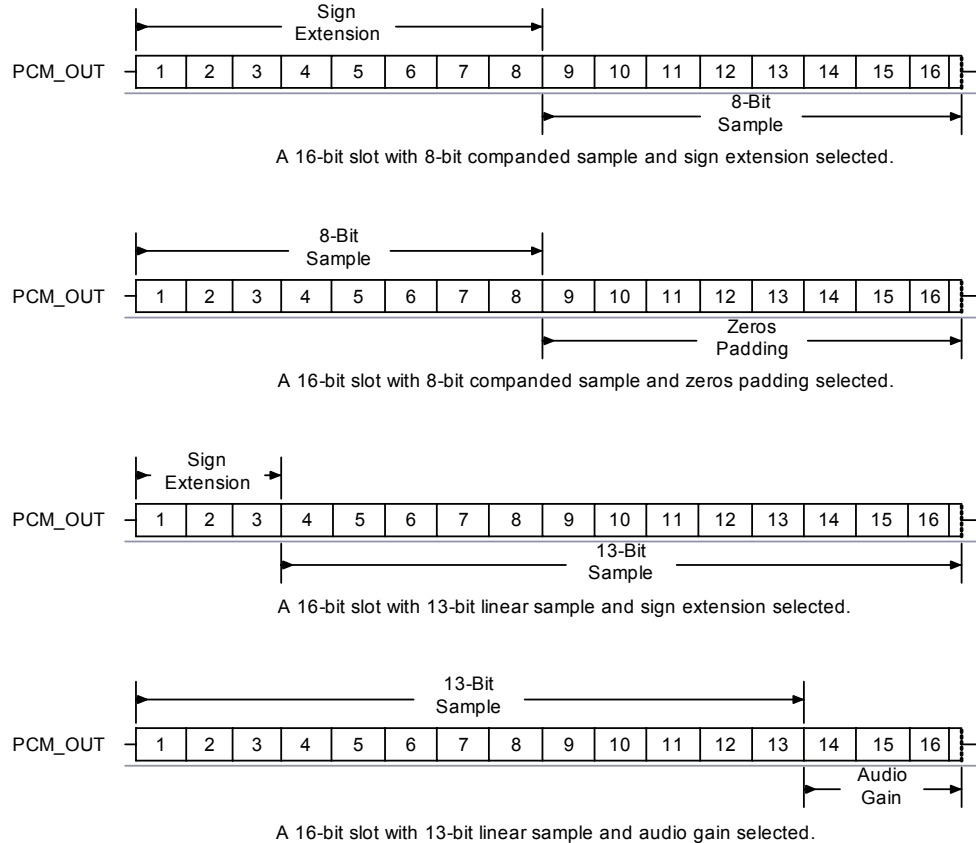 Sign
Extension
PCM_OUT 1 2 3 4 5 6 7 8 9 10 11 12 13 14 15 16
8-Bit
Sample
A 16-bit slot with 8-bit companded sample and sign extension selected.
8-Bit
Sample
PCM_OUT 1 2 3 4 5 6 7 8 9 10 11 12 13 14 15 16
Zeros
Padding
A 16-bit slot with 8-bit companded sample and zeros padding selected.
Sign
Extension
PCM_OUT 1 2 3 4 5 6 7 8 9 10 11 12 13 14 15 16
13-Bit
Sample
A 16-bit slot with 13-bit linear sample and sign extension selected.
13-Bit
Sample
PCM_OUT 1 2 3 4 5 6 7 8 9 10 11 12 13 14 15 16
Audio
Gain
A 16-bit slot with 13-bit linear sample and audio gain selected.